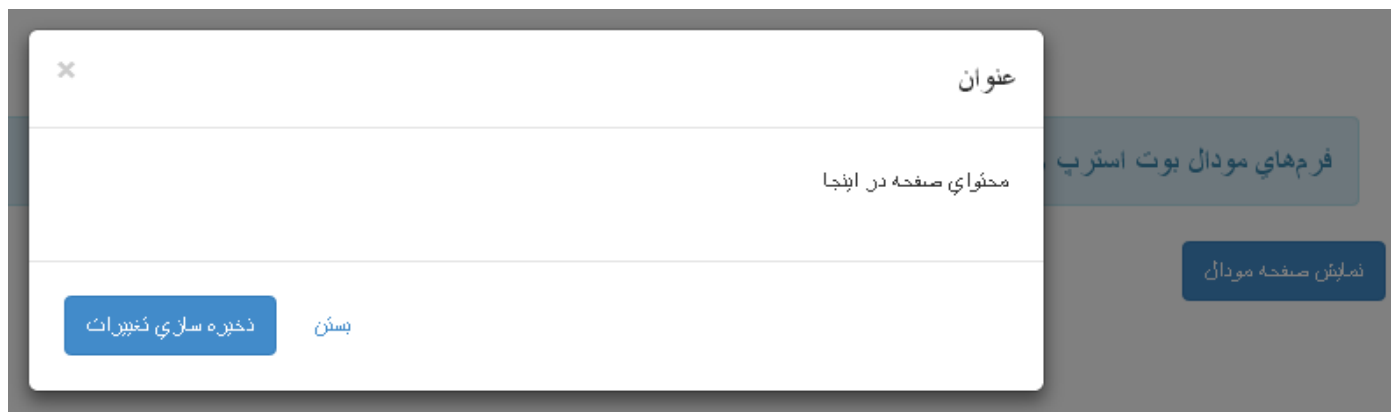 عنوان
×
محتواي صفحه در اينجا
بستن
ذخيره سازي تغييرات
فرم‌هاي مودال بوت استرپ
نمايش صفحه مودال